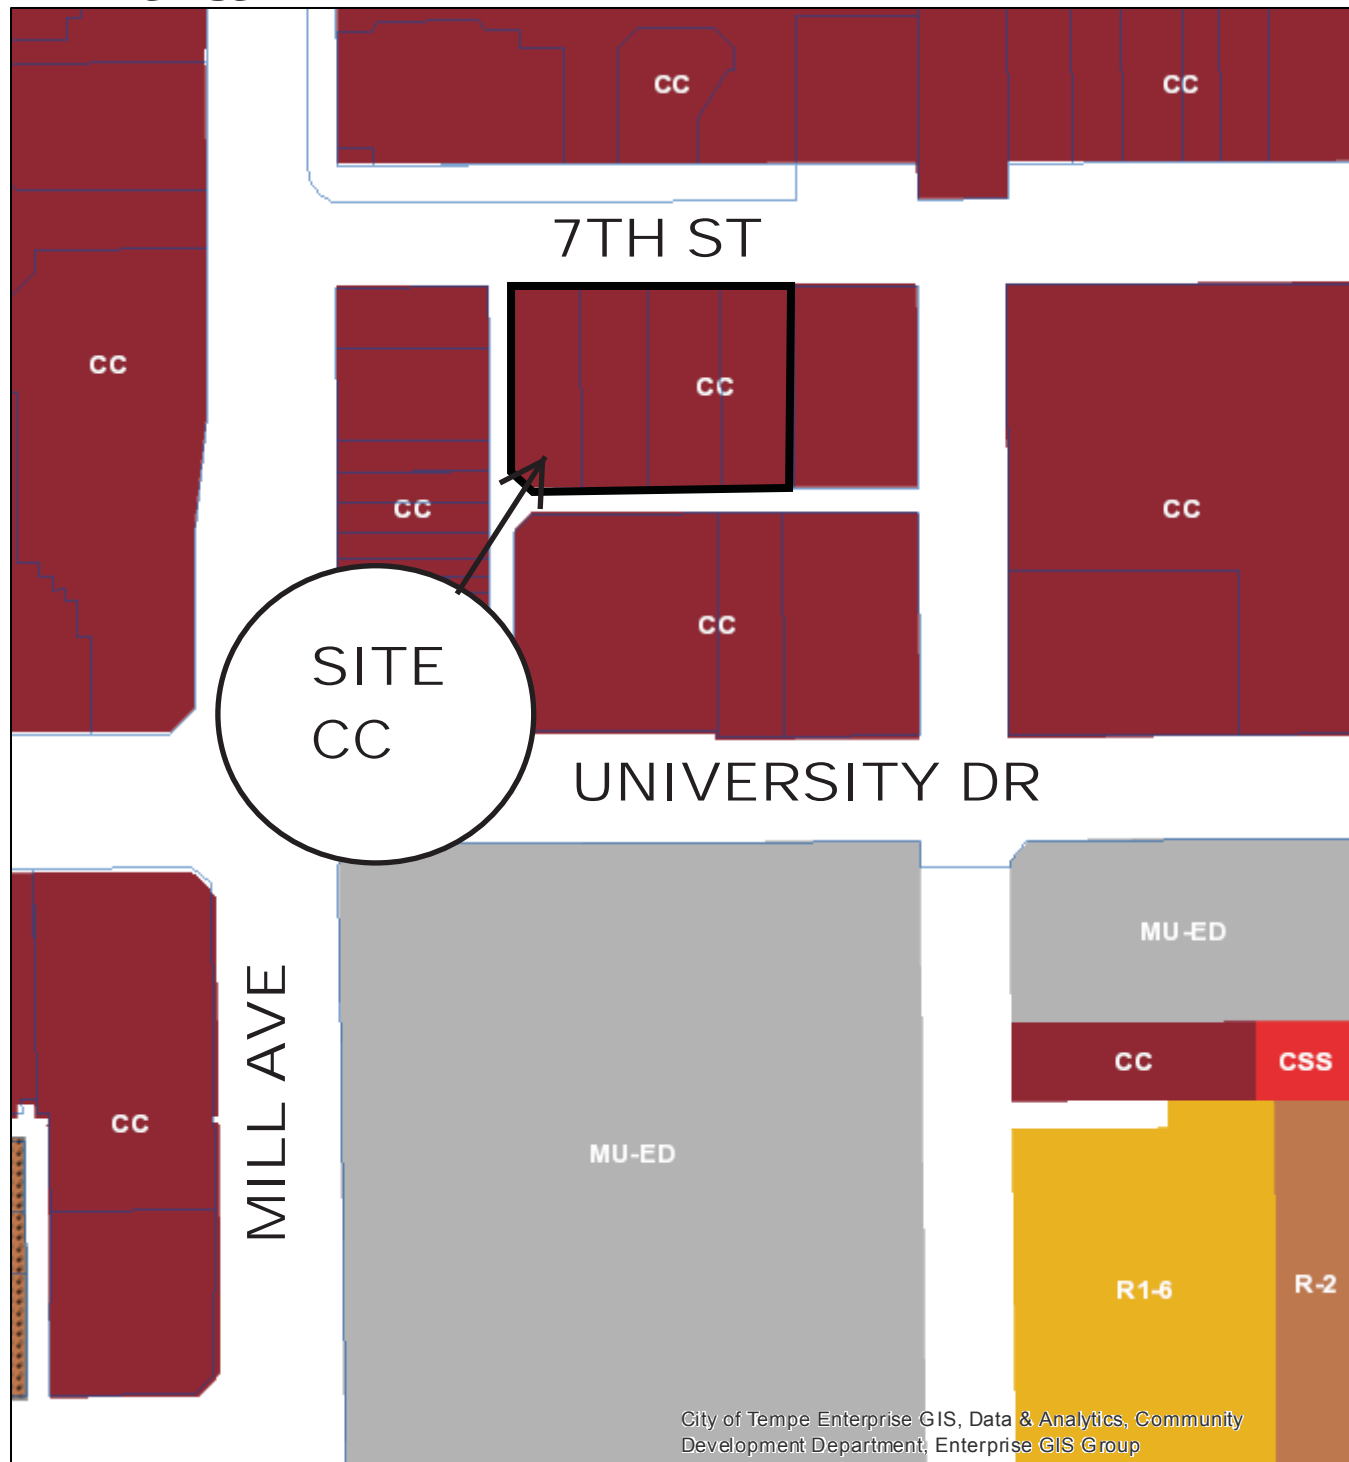 CC
CC
7TH ST
CC
CC
CC
CC
CC
SITE
CC
UNIVERSITY DR
MU-ED
MILL AVE
CC
CSS
CC
MU-ED
R1-6
R-2
City of Tempe Enterprise GIS, Data & Analytics, Community
Development Department, Enterprise GIS Group